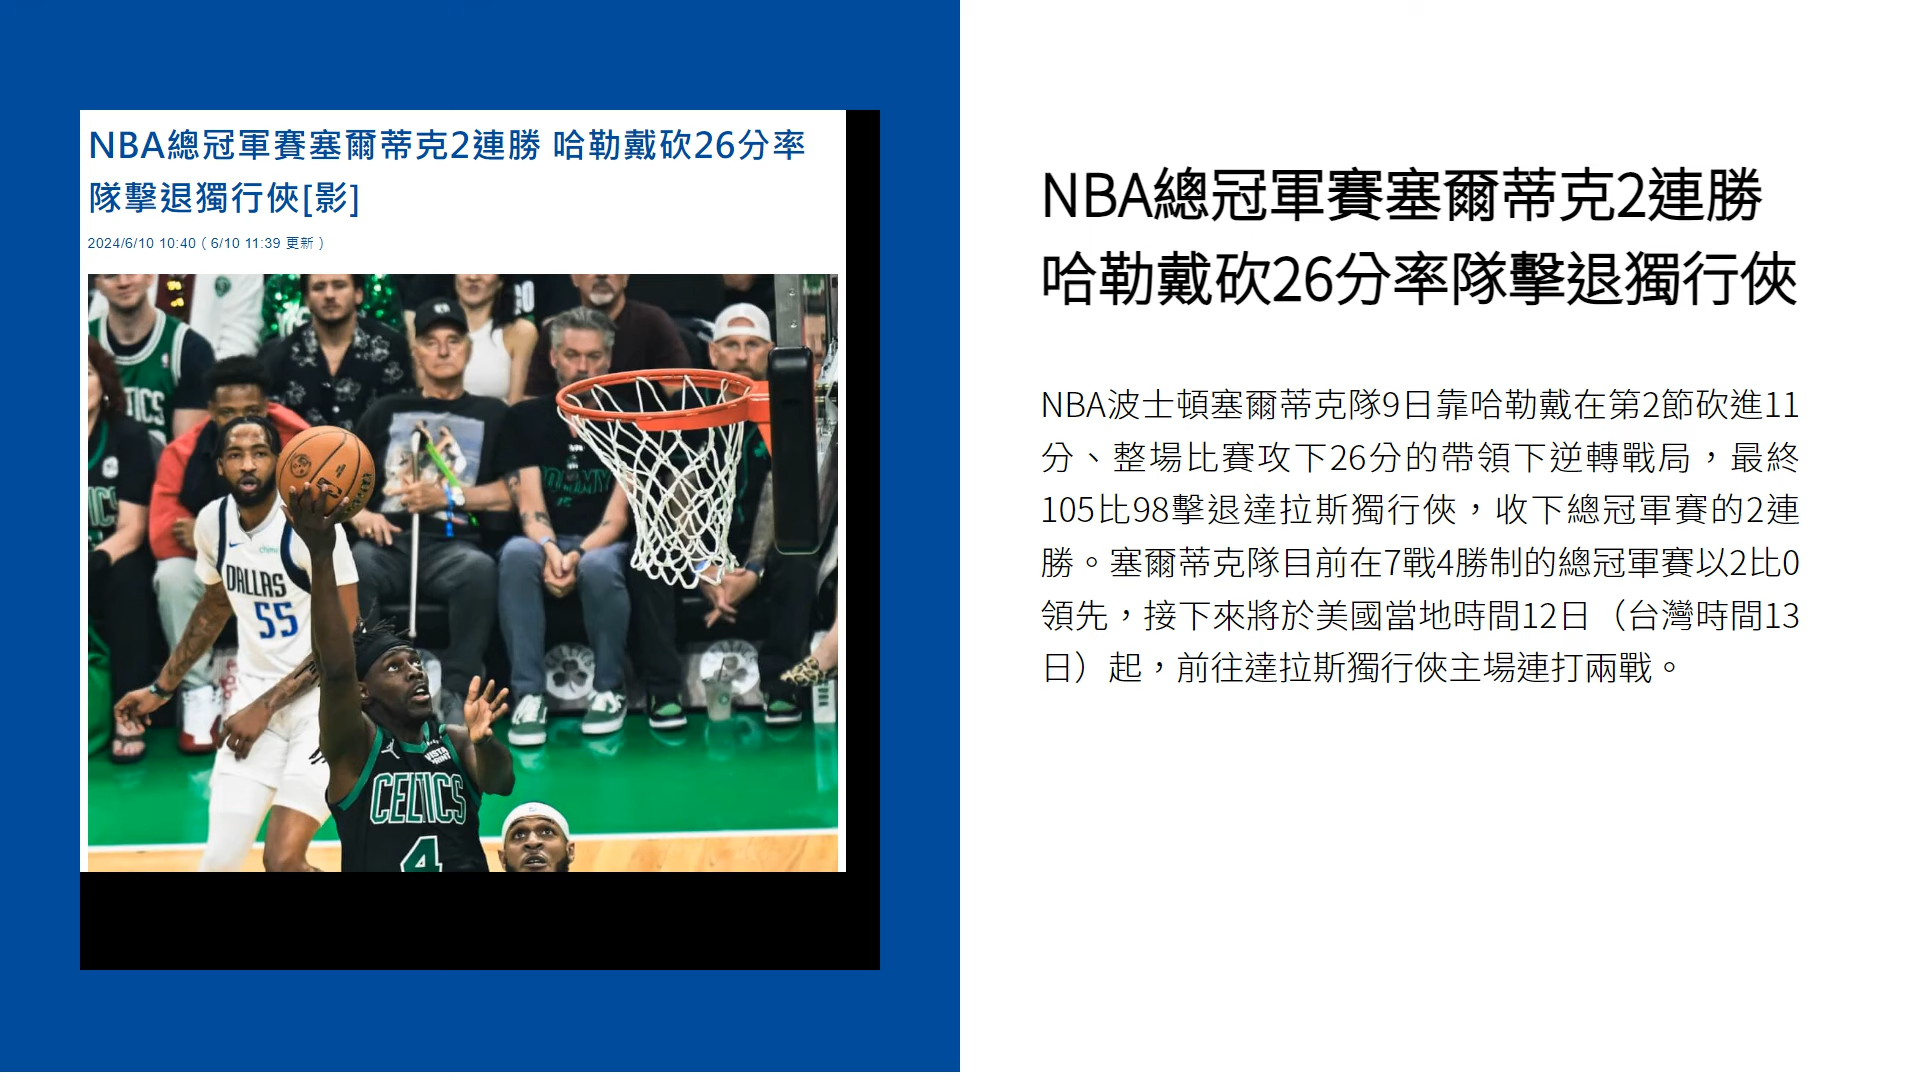 NBA總冠軍賽塞爾蒂克2連勝 哈勒戴砍26分率
隊擊退獨行俠[影]
2024/6/10 10:40（6/10 11:39 更新）
DALLAS
55
CELTICS
4
NBA總冠軍賽塞爾蒂克2連勝
哈勒戴砍26分率隊擊退獨行俠
NBA波士頓塞爾蒂克隊9日靠哈勒戴在第2節砍進11
分、整場比賽攻下26分的帶領下逆轉戰局，最終
105比98擊退達拉斯獨行俠，收下總冠軍賽的2連
勝。塞爾蒂克隊目前在7戰4勝制的總冠軍賽以2比0
領先，接下來將於美國當地時間12日（台灣時間13
日）起，前往達拉斯獨行俠主場連打兩戰。